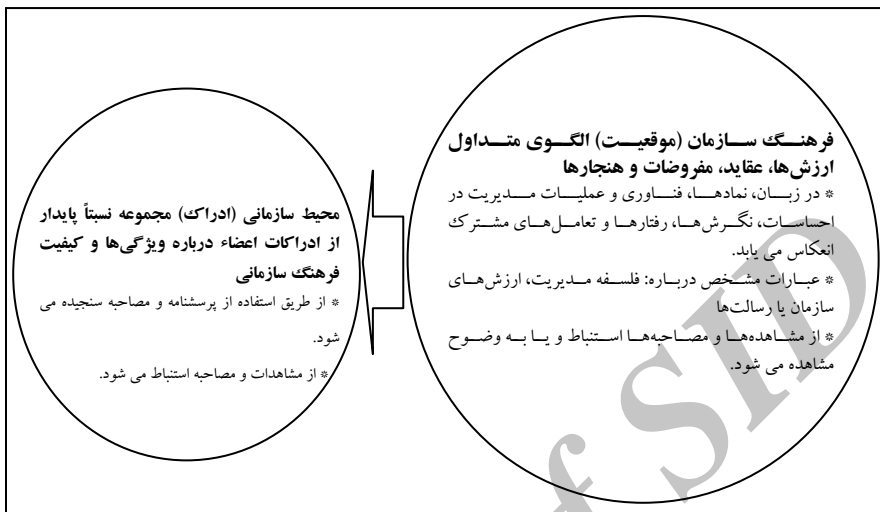 فرهنگ سازمان (موقعیت) الگوی متداول
ارزش‌ها، عقاید، مفروضات و هنجارها
* در زبان، نمادها، فناوری و عملیات مدیریت در
احساسات، نگرش‌ها، رفتارها و تعامل‌های مشترک
انعکاس می یابد.
* عبارات مشخص درباره: فلسفه مدیریت، ارزش‌های
سازمان یا رسالت‌ها
* از مشاهده‌ها و مصاحبه‌ها استنباط و یا به وضوح
مشاهده می شود.
محیط سازمانی (ادراک) مجموعه نسبتاً پایدار
از ادراکات اعضاء درباره ویژگی‌ها و کیفیت
فرهنگ سازمانی
* از طریق استفاده از پرسشنامه و مصاحبه سنجیده می
شود.
* از مشاهدات و مصاحبه استنباط می شود.
of SID